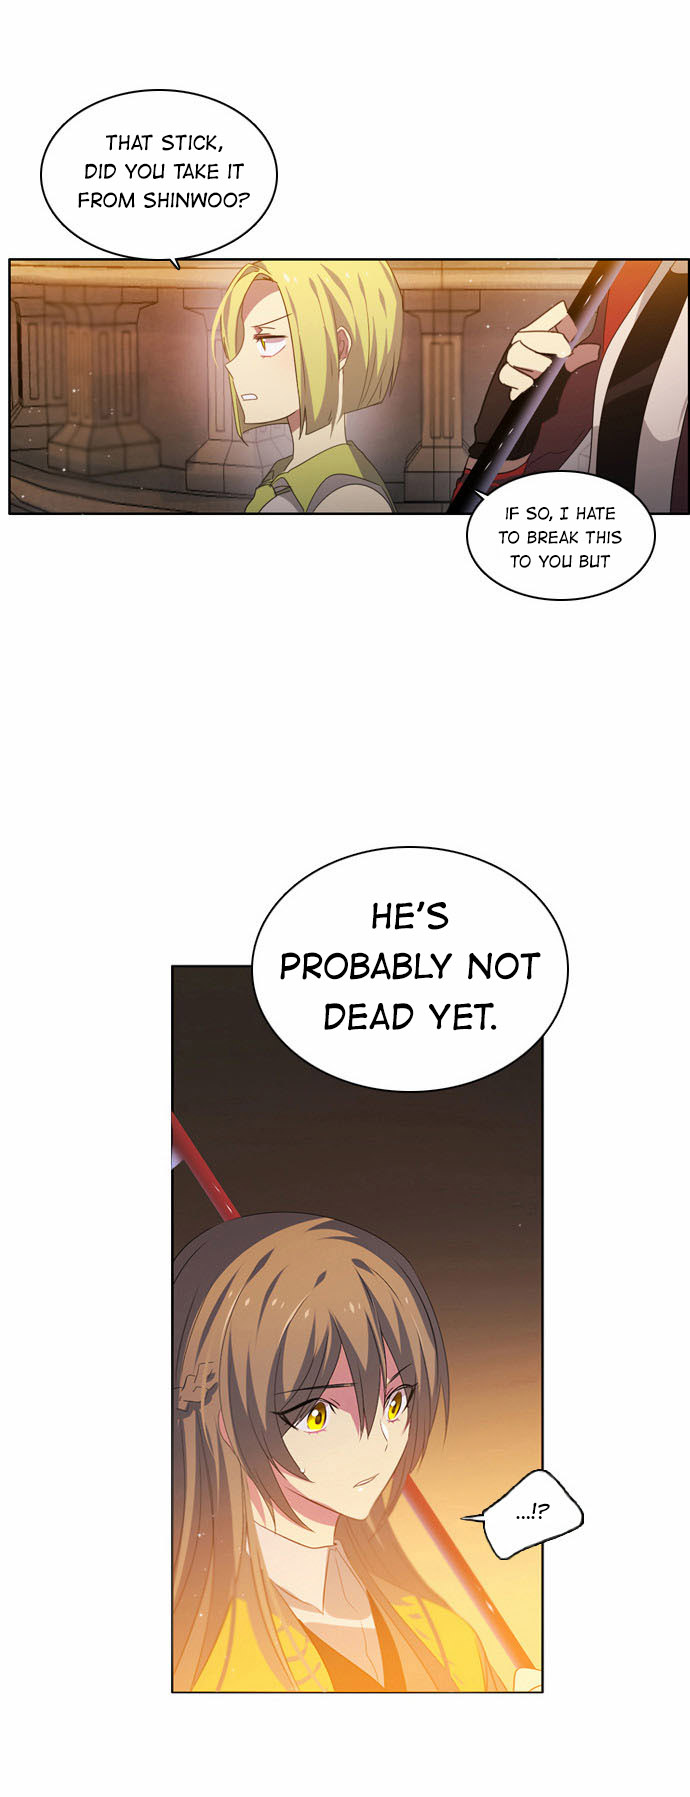 THAT STICK,
DID YOU TAKE IT
FROM SHINWOO?
IF SO, I HATE
TO BREAK THIS
TO YOU BUT
HE'S
PROBABLY NOT
DEAD YET.
...!?